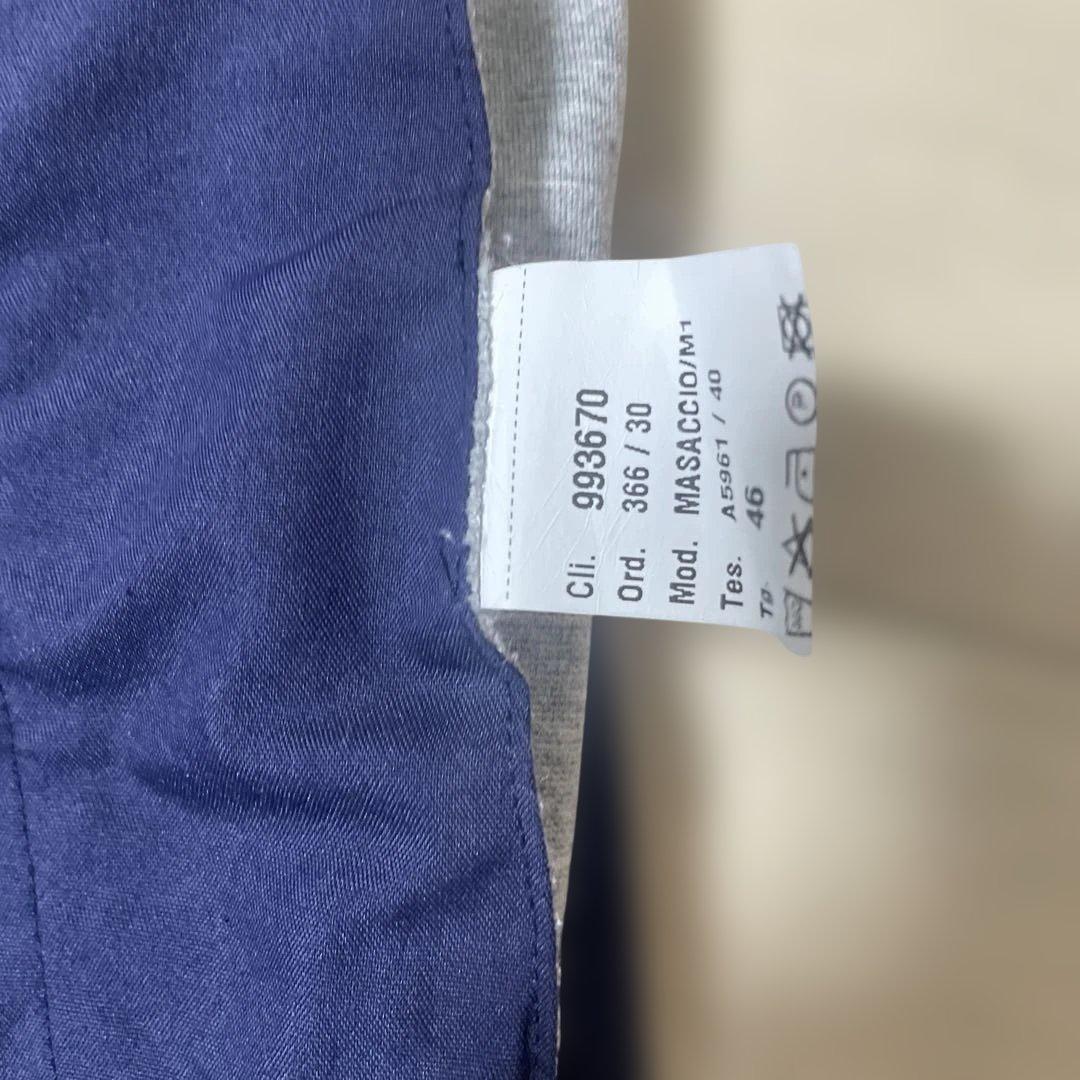 Cli. 993670
Ord. 366 / 30
Mod. MASACCIO/M1
Tes. A5961 / 40
Tg. 46
P